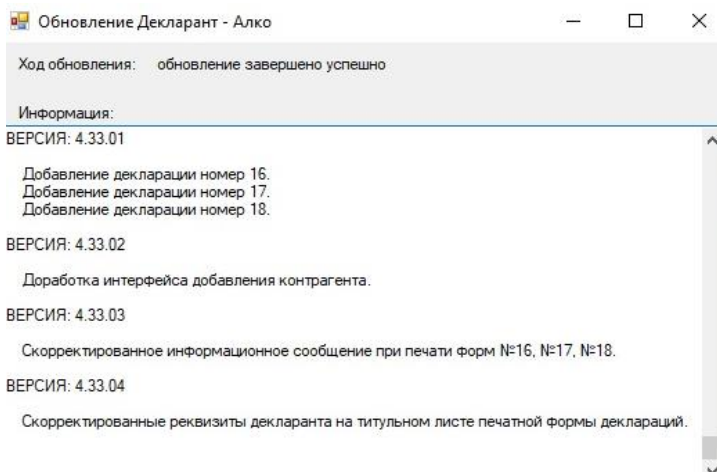 Обновление Декларант - Алко
Ход обновления: обновление завершено успешно
Информация:
ВЕРСИЯ: 4.33.01
Добавление декларации номер 16.
Добавление декларации номер 17.
Добавление декларации номер 18.
ВЕРСИЯ: 4.33.02
Доработка интерфейса добавления контрагента.
ВЕРСИЯ: 4.33.03
Скорректированное информационное сообщение при печати форм №16, №17, №18.
ВЕРСИЯ: 4.33.04
Скорректированные реквизиты декларанта на титульном листе печатной формы деклараций.